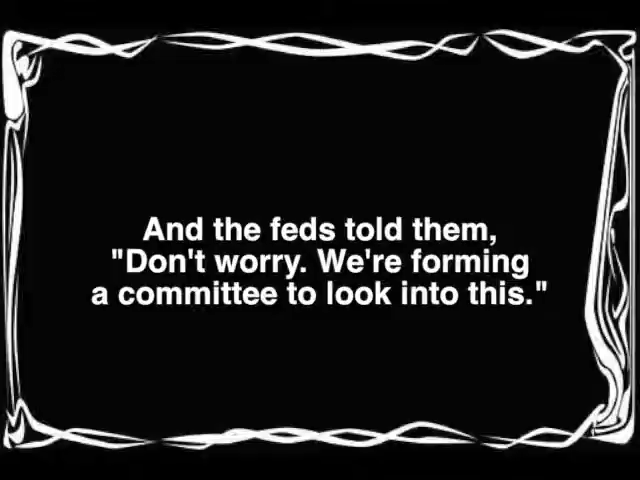 And the feds told them,
"Don't worry. We're forming
a committee to look into this."